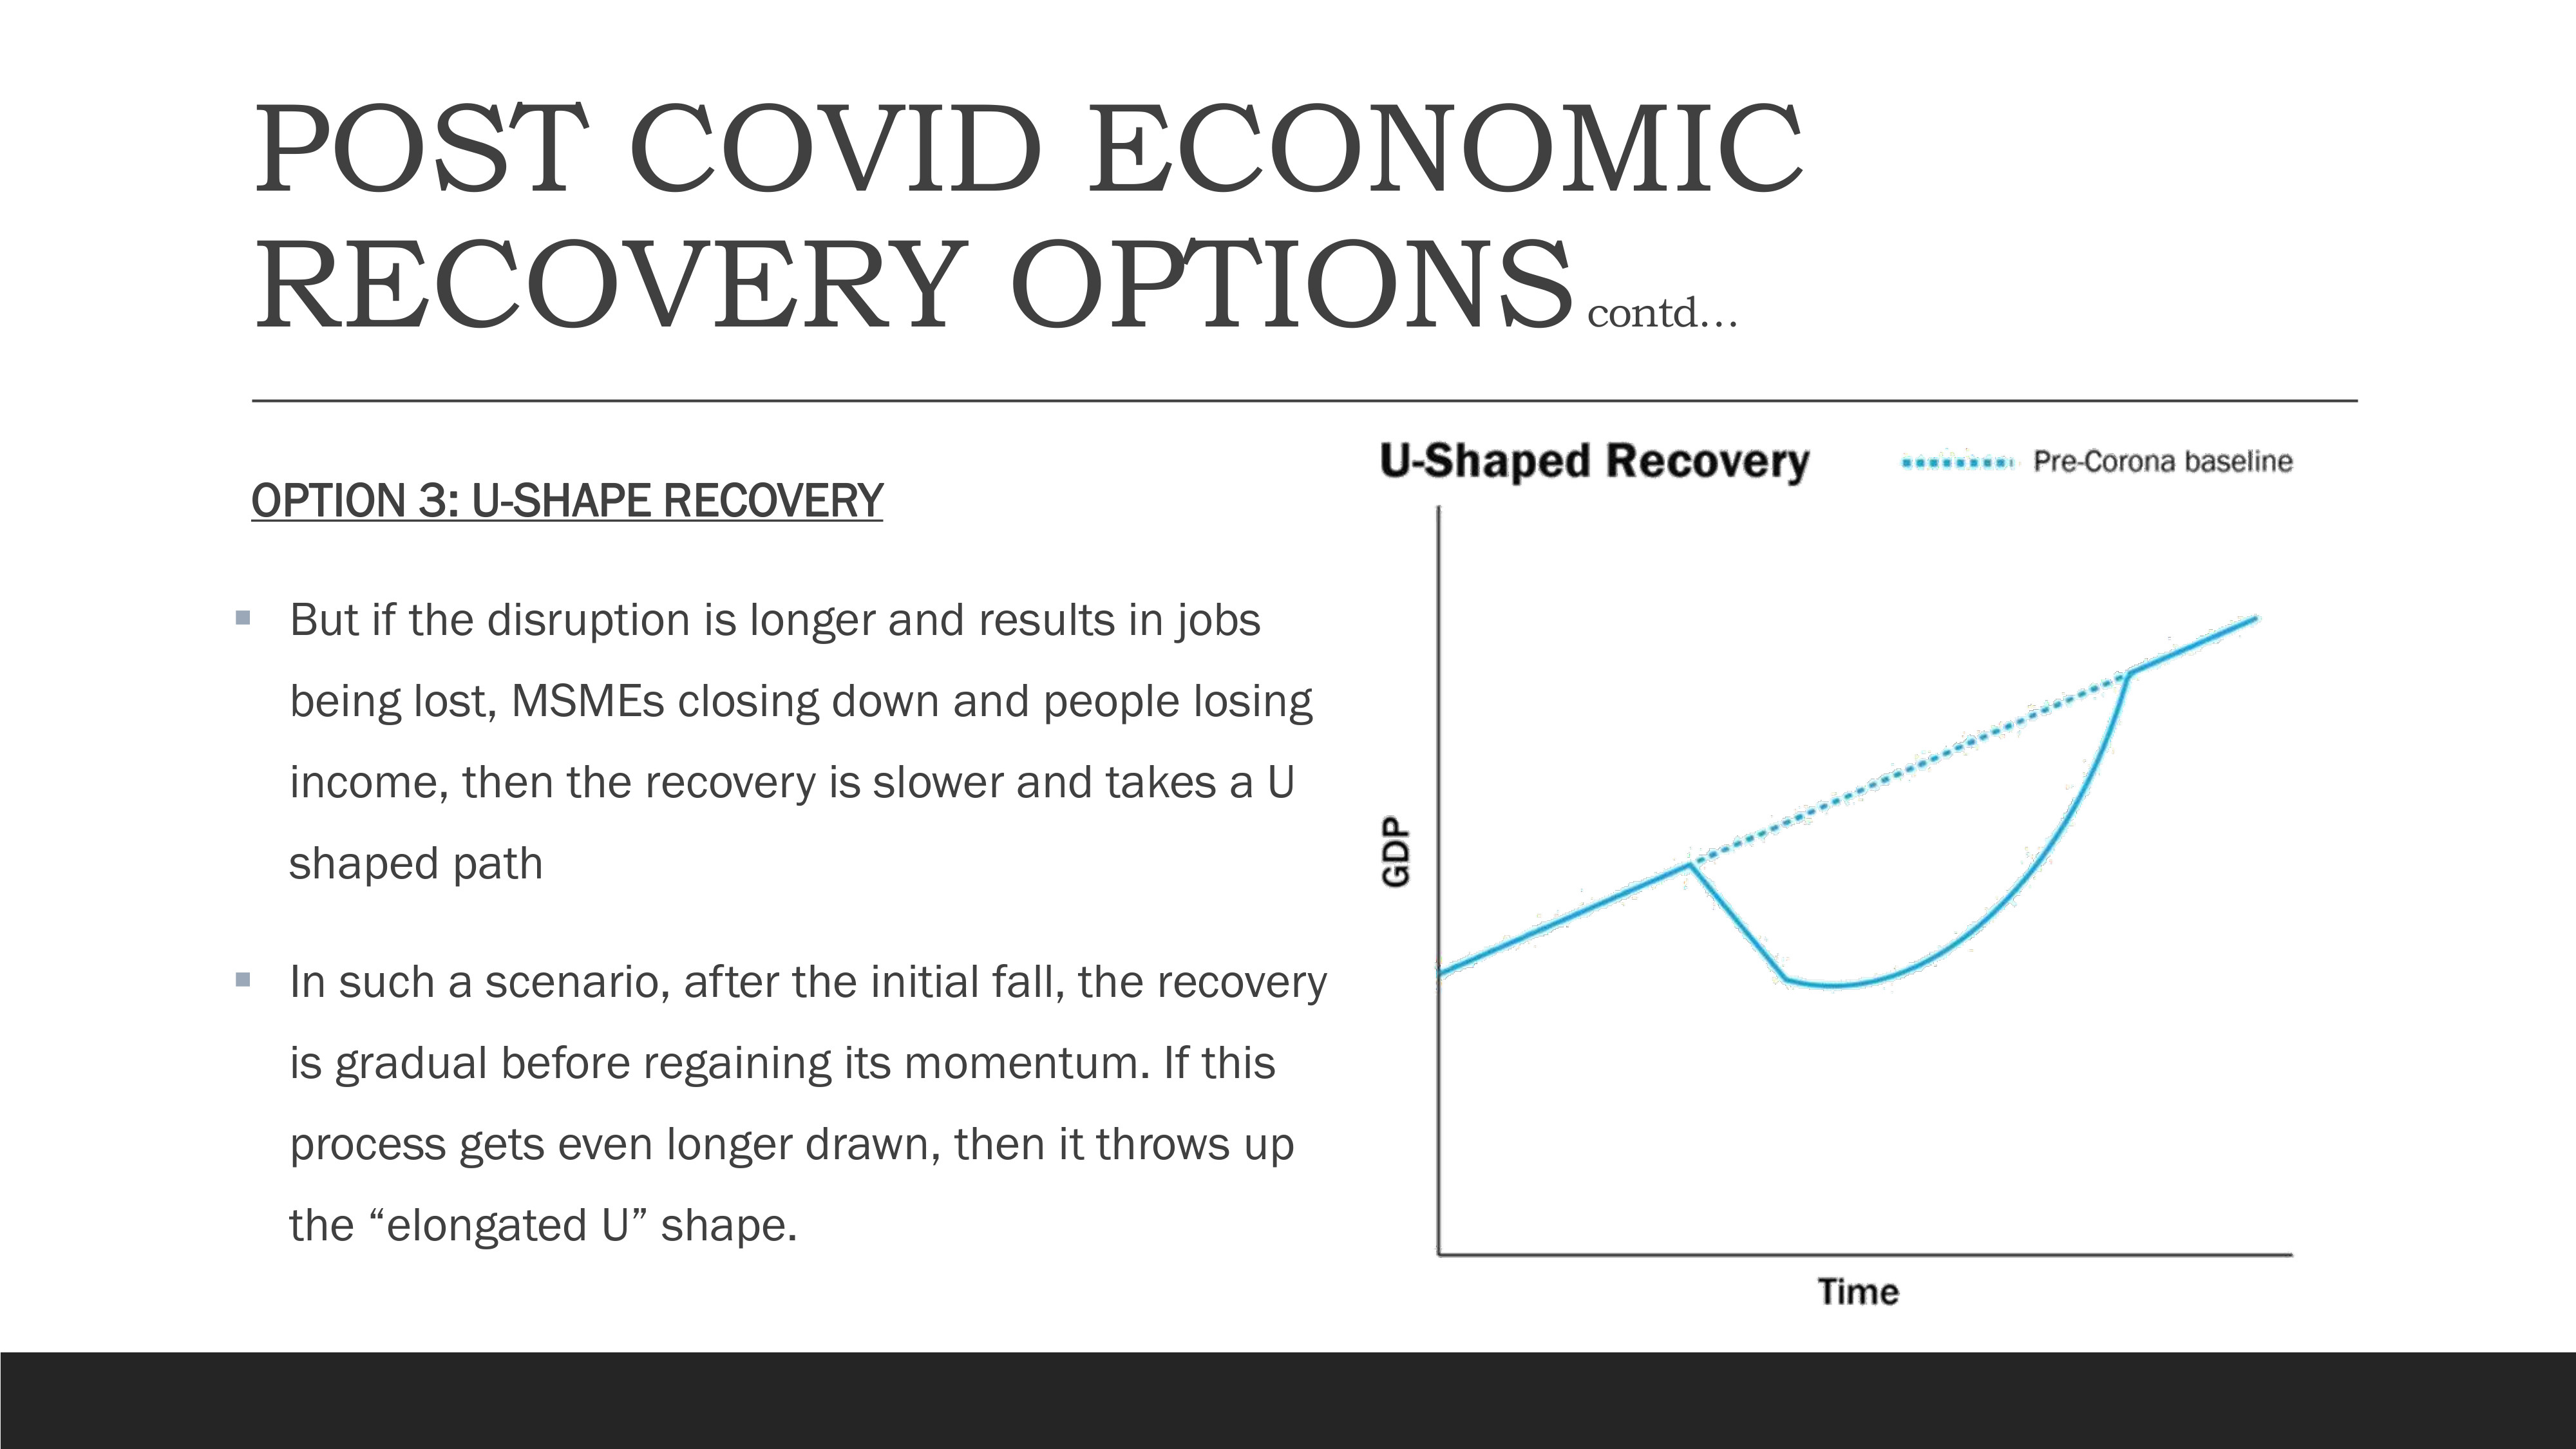 POST COVID ECONOMIC
RECOVERY OPTIONS contd…
OPTION 3: U-SHAPE RECOVERY
▪ But if the disruption is longer and results in jobs
being lost, MSMEs closing down and people losing
income, then the recovery is slower and takes a U
shaped path
▪ In such a scenario, after the initial fall, the recovery
is gradual before regaining its momentum. If this
process gets even longer drawn, then it throws up
the “elongated U” shape.
U-Shaped Recovery
Pre-Corona baseline
GDP
Time